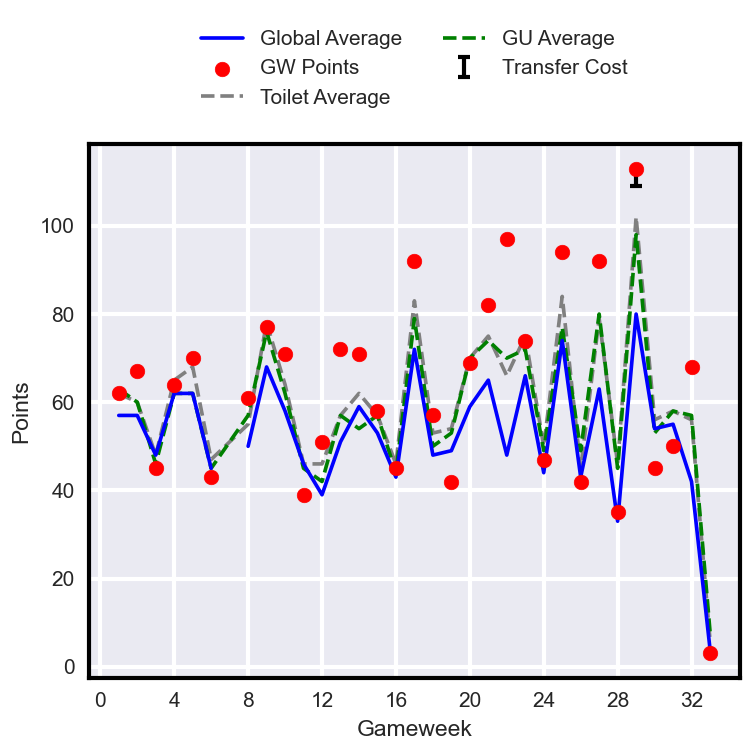 Global Average
GW Points
Toilet Average
GU Average
Transfer Cost
Points
100
80
60
40
20
0
0 4 8 12 16 20 24 28 32
Gameweek